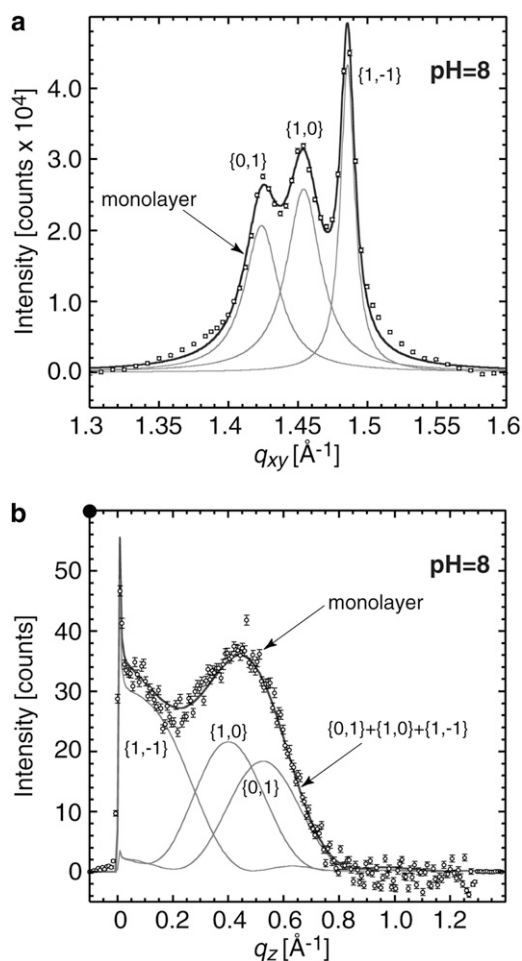 a
pH=8
{1,-1}
{1,0}
{0,1}
monolayer
Intensity [counts x 10⁴]
4.0
3.0
2.0
1.0
0.0
1.3 1.35 1.4 1.45 1.5 1.55 1.6
qxy [Å-1]
b
pH=8
monolayer
{0,1}+{1,0}+{1,-1}
{1,-1}
{1,0}
{0,1}
Intensity [counts]
50
40
30
20
10
0
0 0.2 0.4 0.6 0.8 1.0 1.2
qz [Å-1]